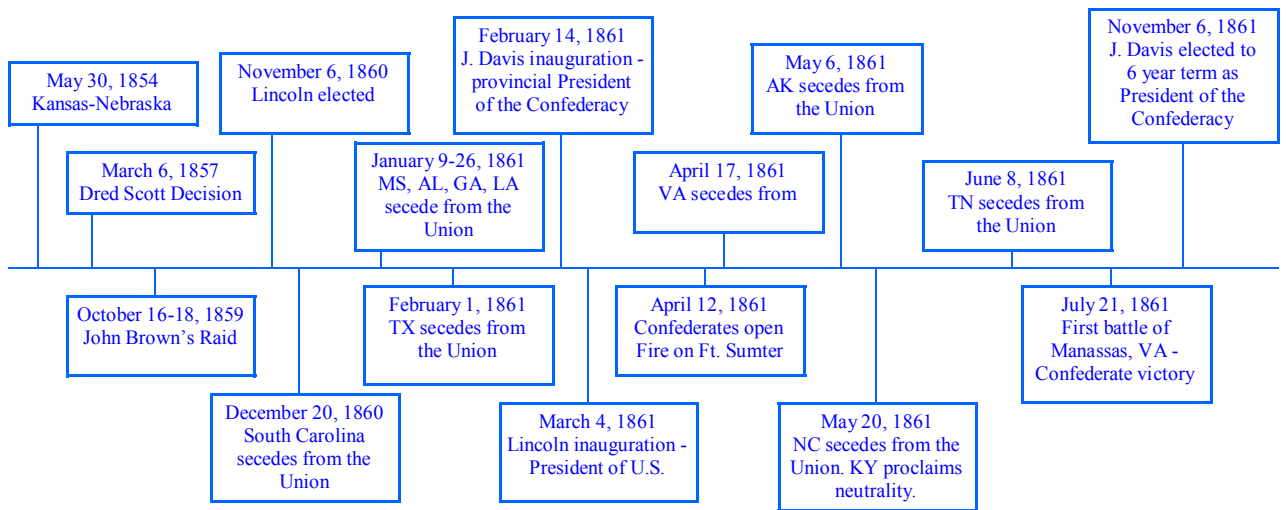 May 30, 1854
Kansas-Nebraska
March 6, 1857
Dred Scott Decision
October 16-18, 1859
John Brown's Raid
November 6, 1860
Lincoln elected
December 20, 1860
South Carolina
secedes from the
Union
January 9-26, 1861
MS, AL, GA, LA
secede from the
Union
February 1, 1861
TX secedes from
the Union
February 14, 1861
J. Davis inauguration -
provincial President
of the Confederacy
March 4, 1861
Lincoln inauguration -
President of U.S.
April 12, 1861
Confederates open
Fire on Ft. Sumter
April 17, 1861
VA secedes from
May 6, 1861
AK secedes from
the Union
May 20, 1861
NC secedes from the
Union. KY proclaims
neutrality.
June 8, 1861
TN secedes from
the Union
July 21, 1861
First battle of
Manassas, VA -
Confederate victory
November 6, 1861
J. Davis elected to
6 year term as
President of the
Confederacy